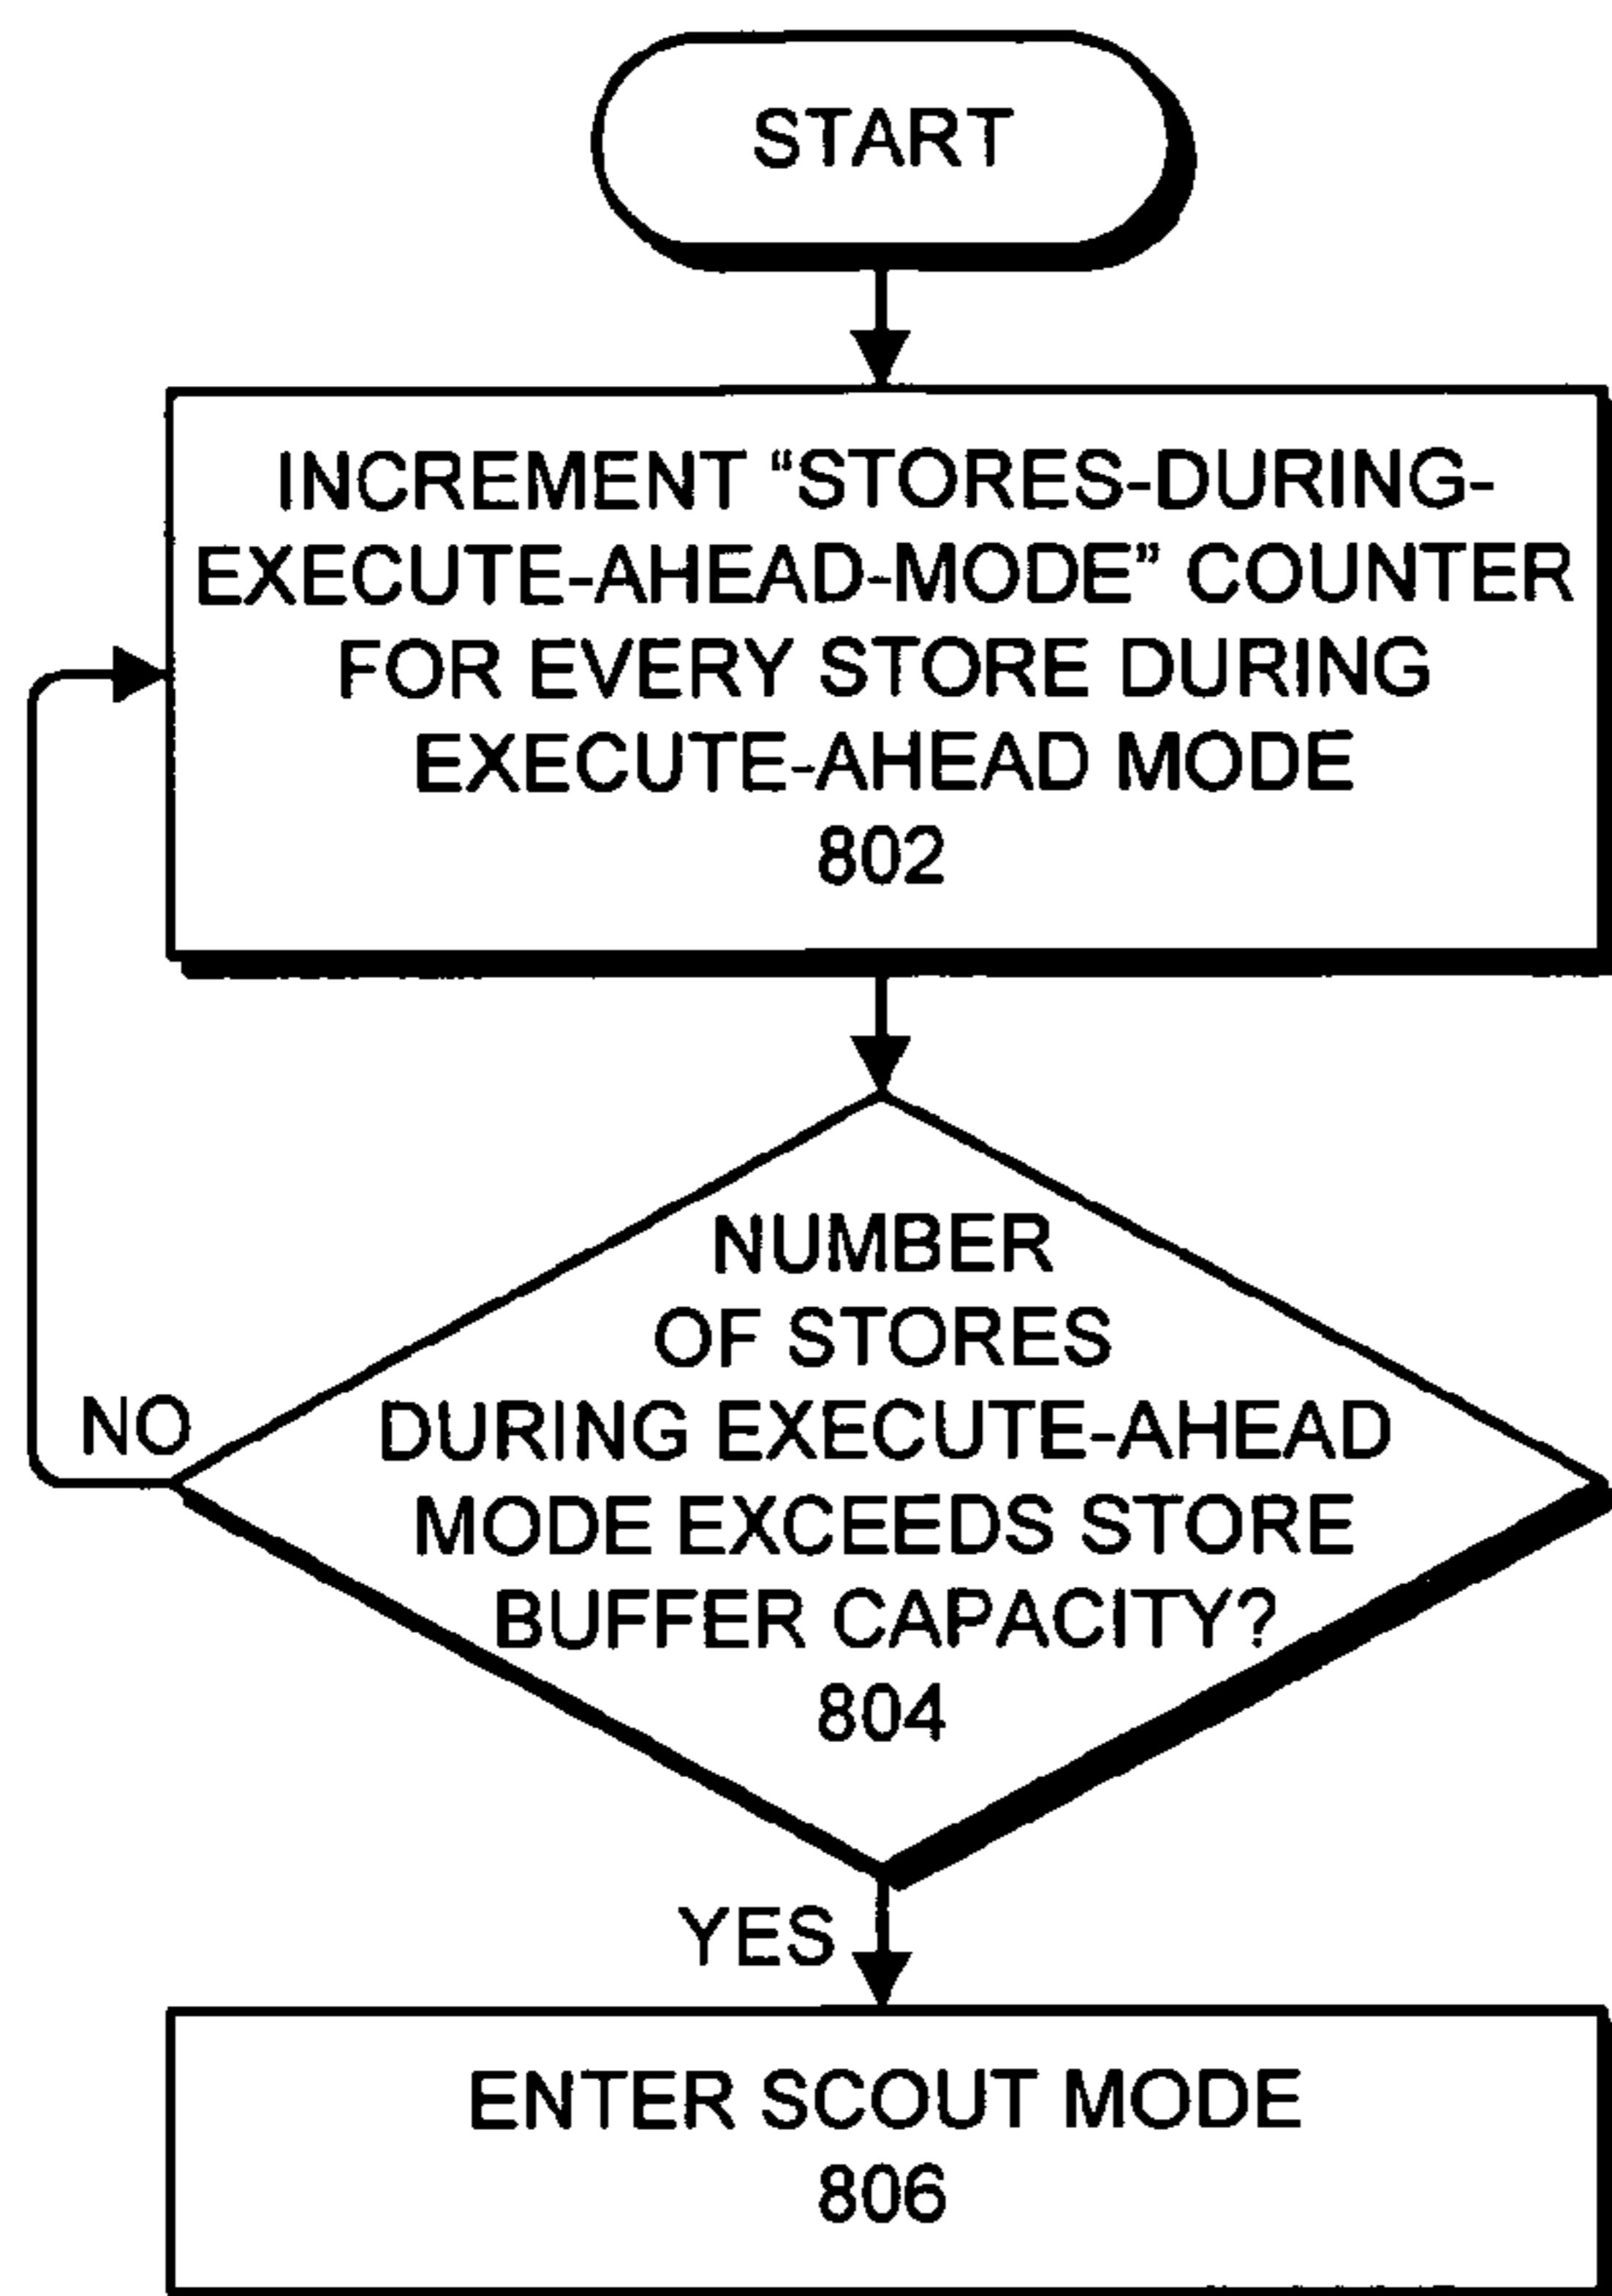 START
INCREMENT “STORES-DURING-
EXECUTE-AHEAD-MODE” COUNTER
FOR EVERY STORE DURING
EXECUTE-AHEAD MODE
802
NUMBER
OF STORES
DURING EXECUTE-AHEAD
MODE EXCEEDS STORE
BUFFER CAPACITY?
804
NO
YES
ENTER SCOUT MODE
806